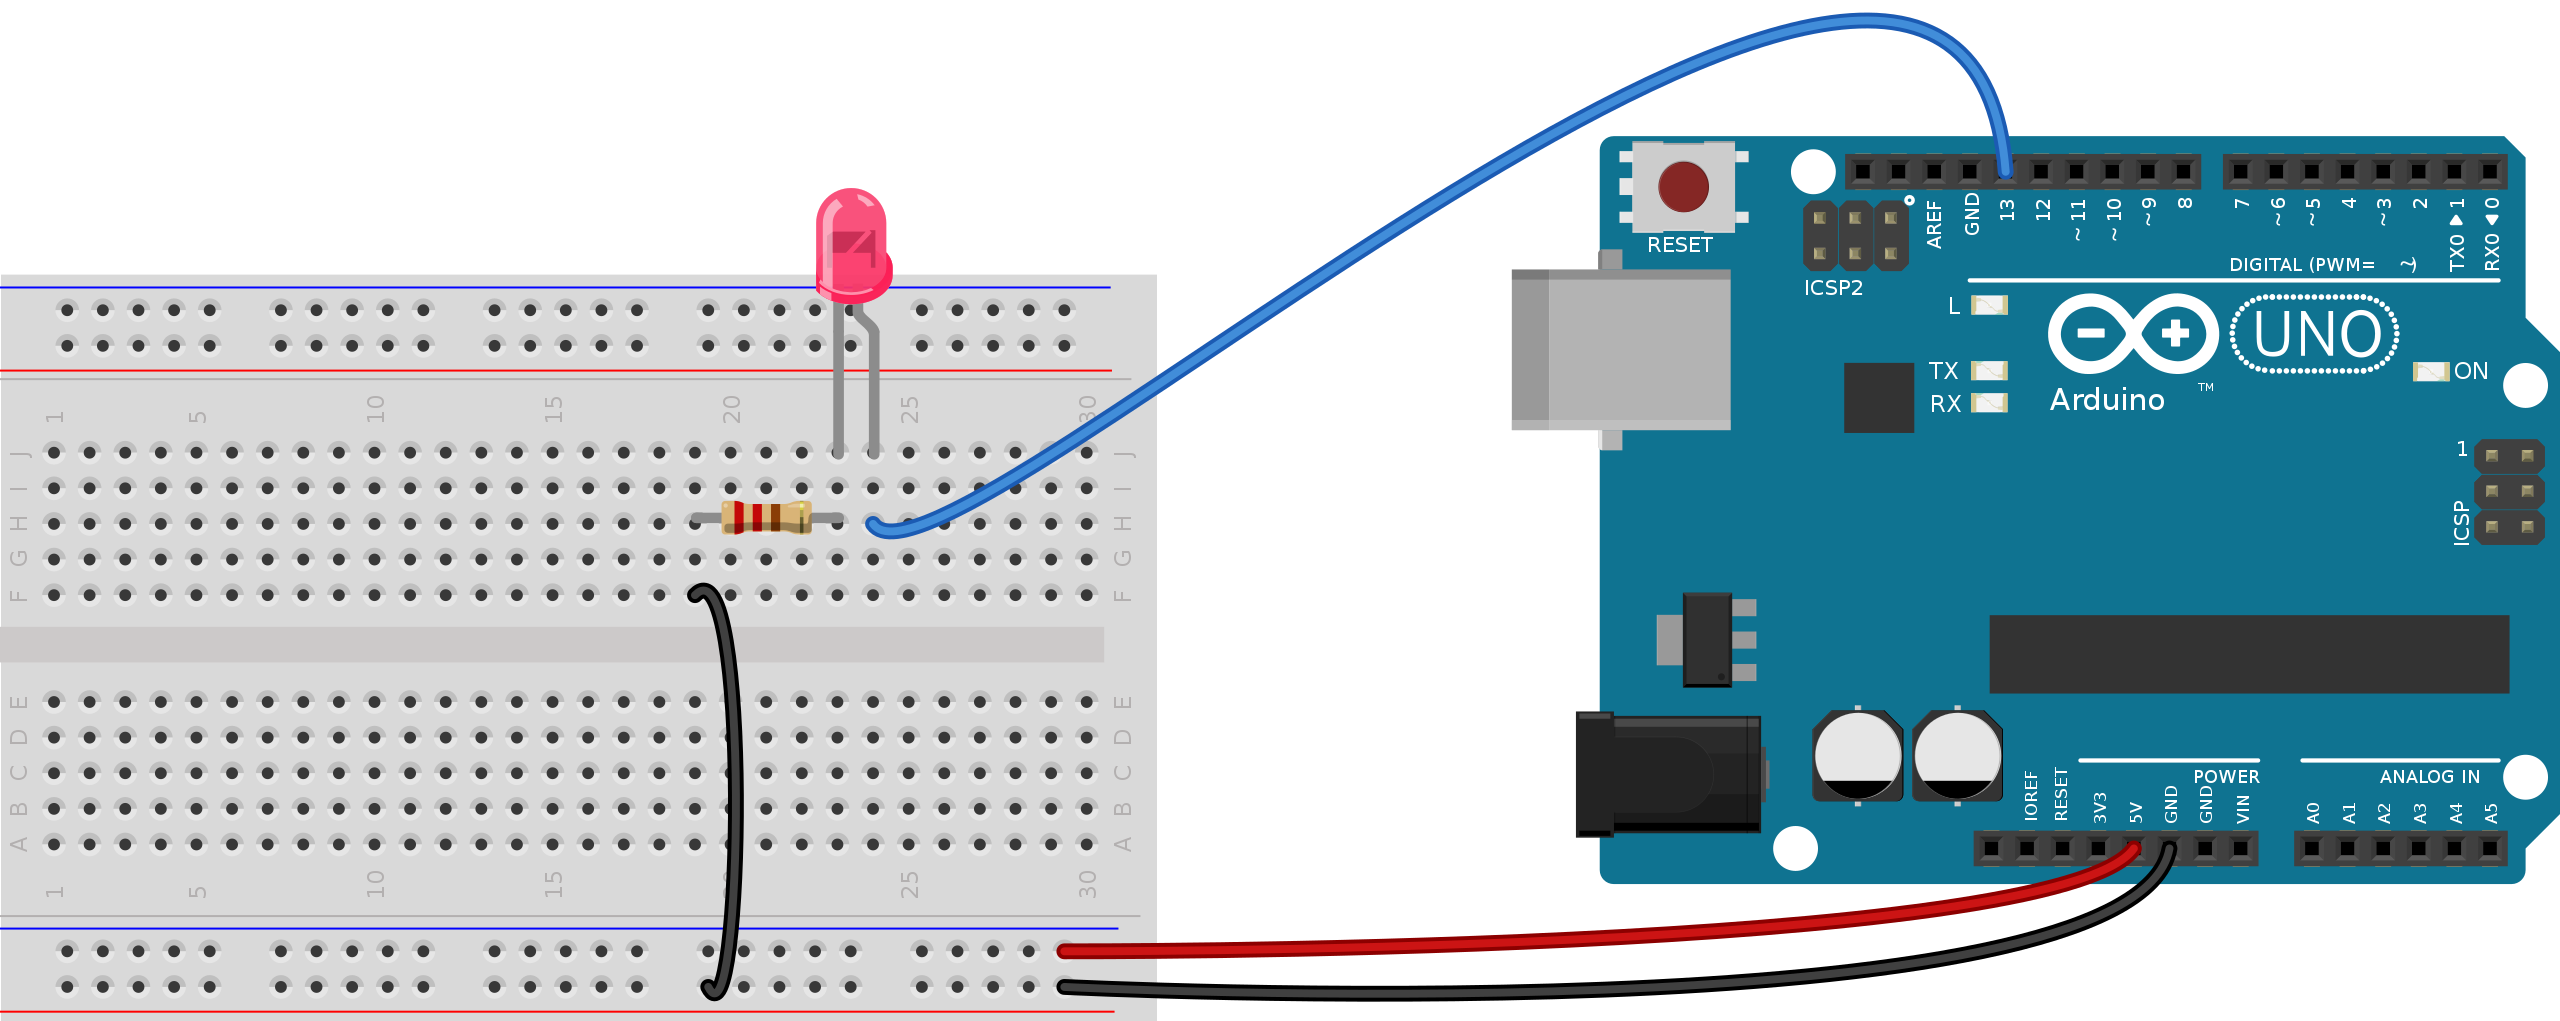 1 5 10 15 20 25 30
J J
I I
H H
G G
F F
E E
D D
C C
B B
A A
1 5 10 15 25 30
RESET
ICSP2
AREF GND 13 12 ~11 ~10 ~9 8 7 ~6 ~5 4 ~3 2 TX0▶1 RX0◀0
DIGITAL (PWM= ~)
L
TX
RX
UNO
Arduino ™
ON
1
ICSP
POWER
ANALOG IN
IOREF RESET 3V3 5V GND GND VIN A0 A1 A2 A3 A4 A5